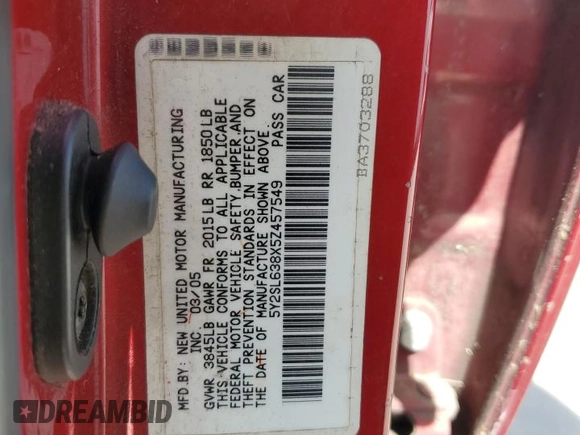 MFD.BY: NEW UNITED MOTOR MANUFACTURING
INC. 03/05
GVWR 3845LB GAWR FR 2015LB RR 1850LB
THIS VEHICLE CONFORMS TO ALL APPLICABLE
FEDERAL MOTOR VEHICLE SAFETY,BUMPER,AND
THEFT PREVENTION STANDARDS IN EFFECT ON
THE DATE OF MANUFACTURE SHOWN ABOVE.
5Y2SL638X5Z457549 PASS CAR
BA3703288
DREAMBID